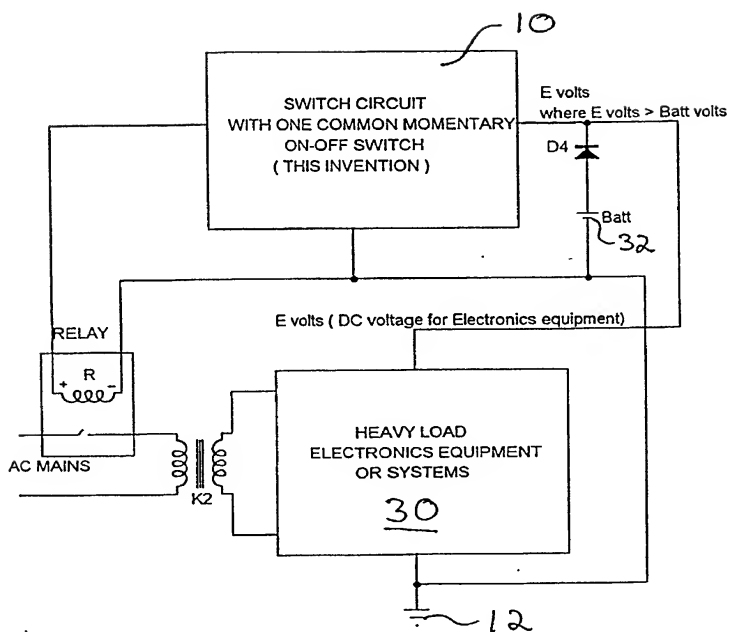 10
SWITCH CIRCUIT
WITH ONE COMMON MOMENTARY
ON-OFF SWITCH
( THIS INVENTION )
E volts
where E volts > Batt volts
D4
Batt
32
E volts ( DC voltage for Electronics equipment)
RELAY
R
+ -
AC MAINS
K2
HEAVY LOAD
ELECTRONICS EQUIPMENT
OR SYSTEMS
30
12